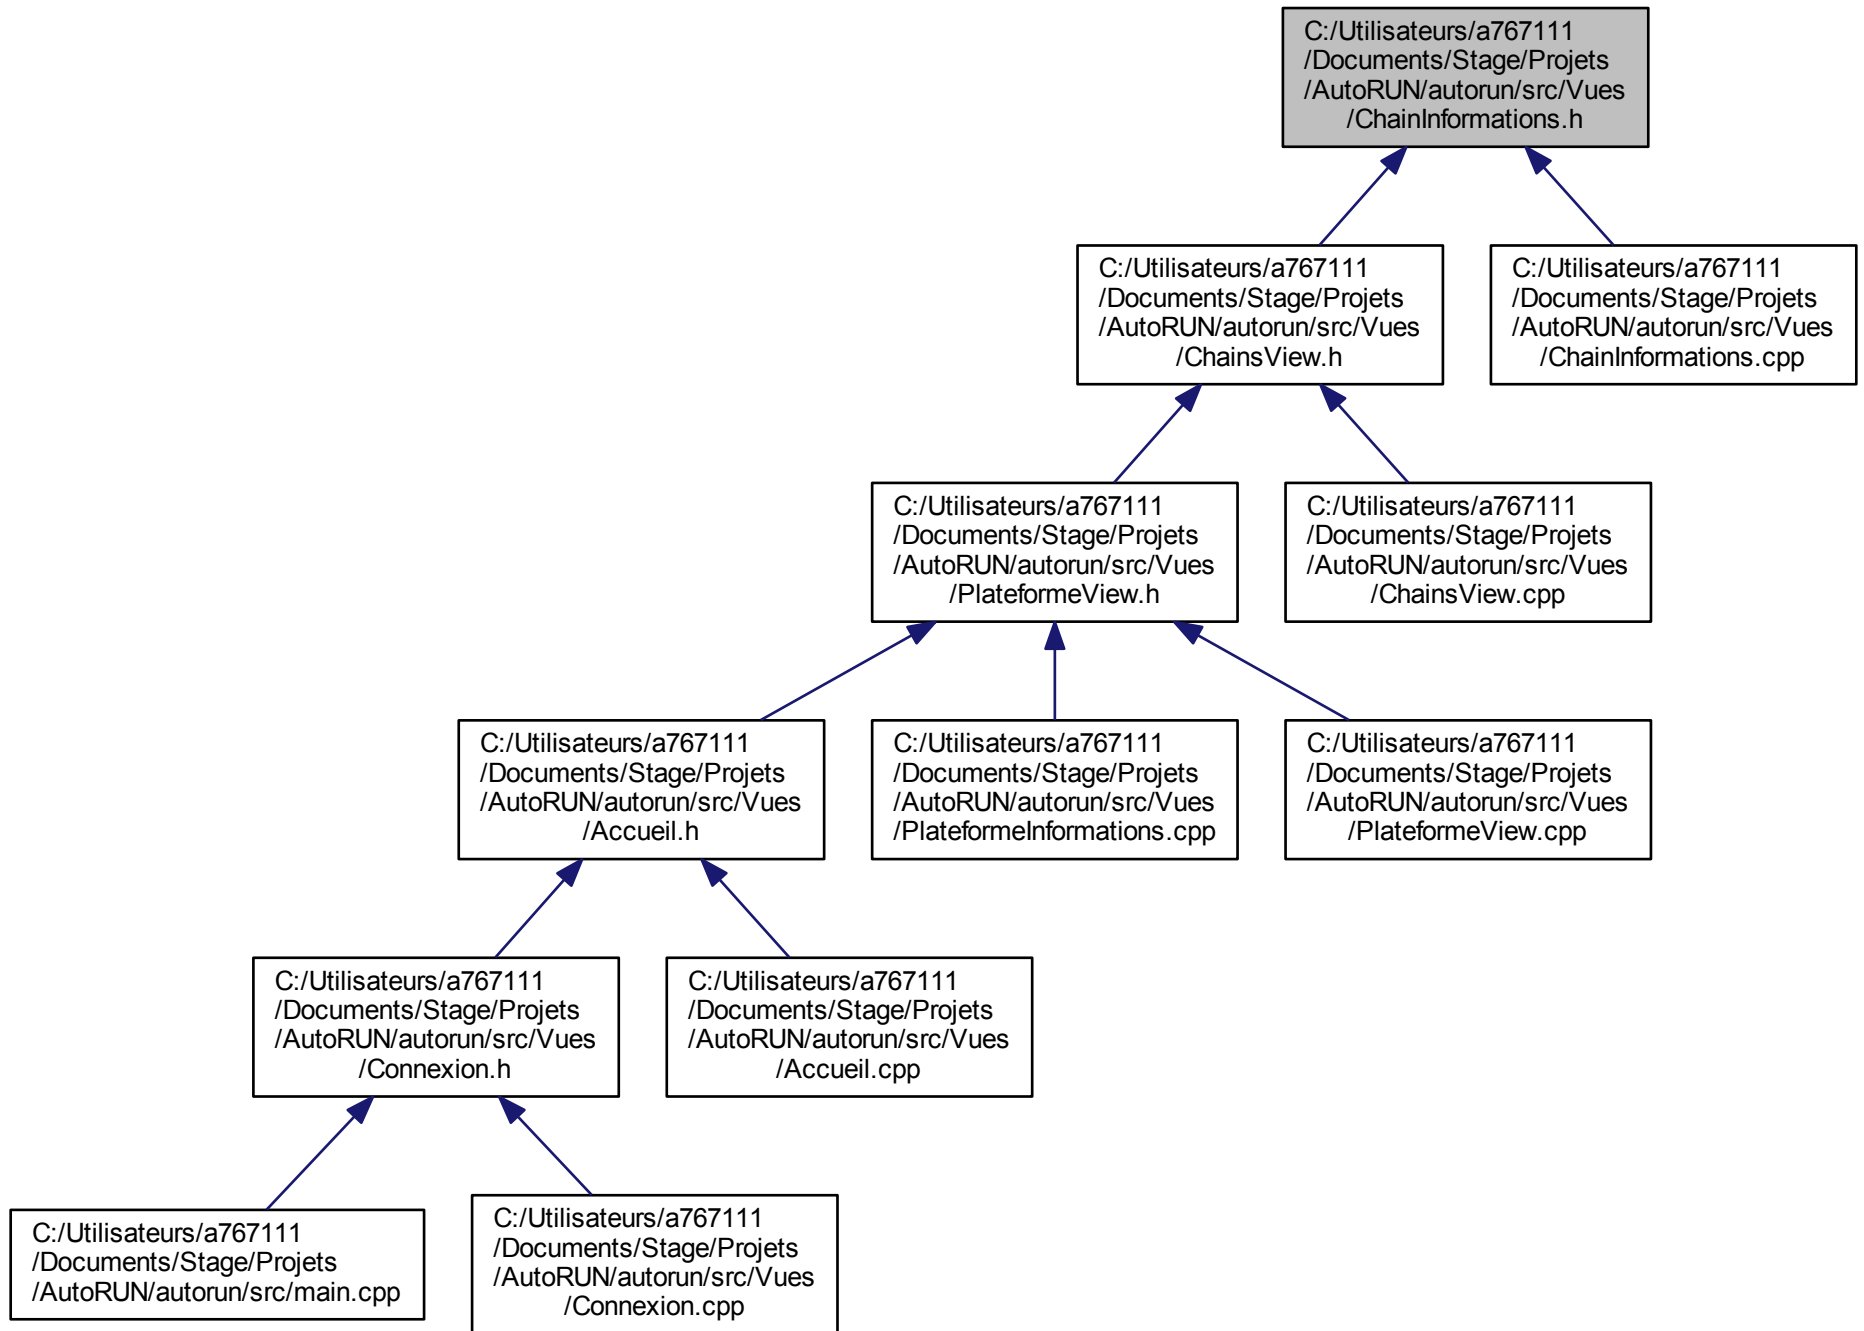 C:/Utilisateurs/a767111
/Documents/Stage/Projets
/AutoRUN/autorun/src/Vues
/ChainInformations.h
C:/Utilisateurs/a767111
/Documents/Stage/Projets
/AutoRUN/autorun/src/Vues
/ChainsView.h
C:/Utilisateurs/a767111
/Documents/Stage/Projets
/AutoRUN/autorun/src/Vues
/ChainInformations.cpp
C:/Utilisateurs/a767111
/Documents/Stage/Projets
/AutoRUN/autorun/src/Vues
/PlateformeView.h
C:/Utilisateurs/a767111
/Documents/Stage/Projets
/AutoRUN/autorun/src/Vues
/ChainsView.cpp
C:/Utilisateurs/a767111
/Documents/Stage/Projets
/AutoRUN/autorun/src/Vues
/Accueil.h
C:/Utilisateurs/a767111
/Documents/Stage/Projets
/AutoRUN/autorun/src/Vues
/PlateformeInformations.cpp
C:/Utilisateurs/a767111
/Documents/Stage/Projets
/AutoRUN/autorun/src/Vues
/PlateformeView.cpp
C:/Utilisateurs/a767111
/Documents/Stage/Projets
/AutoRUN/autorun/src/Vues
/Connexion.h
C:/Utilisateurs/a767111
/Documents/Stage/Projets
/AutoRUN/autorun/src/Vues
/Accueil.cpp
C:/Utilisateurs/a767111
/Documents/Stage/Projets
/AutoRUN/autorun/src/main.cpp
C:/Utilisateurs/a767111
/Documents/Stage/Projets
/AutoRUN/autorun/src/Vues
/Connexion.cpp